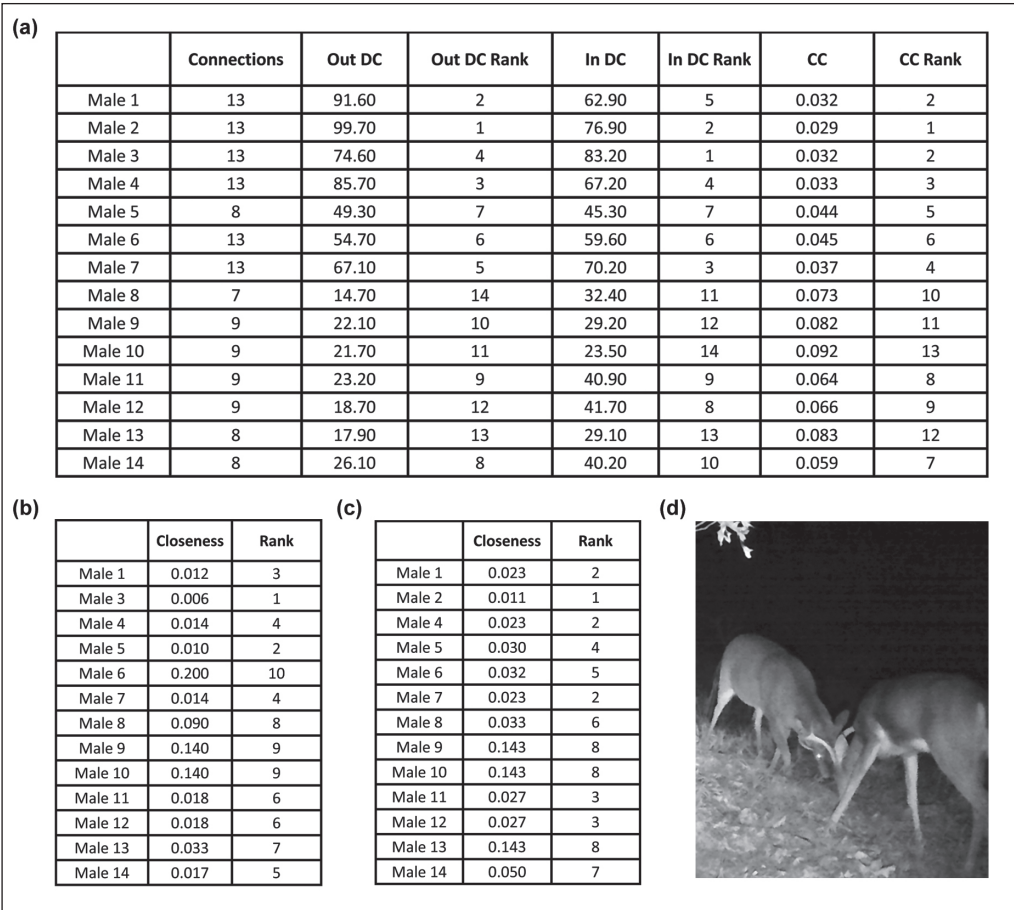 (a)
Connections Out DC Out DC Rank In DC In DC Rank CC CC Rank
Male 1 13 91.60 2 62.90 5 0.032 2
Male 2 13 99.70 1 76.90 2 0.029 1
Male 3 13 74.60 4 83.20 1 0.032 2
Male 4 13 85.70 3 67.20 4 0.033 3
Male 5 8 49.30 7 45.30 7 0.044 5
Male 6 13 54.70 6 59.60 6 0.045 6
Male 7 13 67.10 5 70.20 3 0.037 4
Male 8 7 14.70 14 32.40 11 0.073 10
Male 9 9 22.10 10 29.20 12 0.082 11
Male 10 9 21.70 11 23.50 14 0.092 13
Male 11 9 23.20 9 40.90 9 0.064 8
Male 12 9 18.70 12 41.70 8 0.066 9
Male 13 8 17.90 13 29.10 13 0.083 12
Male 14 8 26.10 8 40.20 10 0.059 7
(b)
Closeness Rank
Male 1 0.012 3
Male 3 0.006 1
Male 4 0.014 4
Male 5 0.010 2
Male 6 0.200 10
Male 7 0.014 4
Male 8 0.090 8
Male 9 0.140 9
Male 10 0.140 9
Male 11 0.018 6
Male 12 0.018 6
Male 13 0.033 7
Male 14 0.017 5
(c)
Closeness Rank
Male 1 0.023 2
Male 2 0.011 1
Male 4 0.023 2
Male 5 0.030 4
Male 6 0.032 5
Male 7 0.023 2
Male 8 0.033 6
Male 9 0.143 8
Male 10 0.143 8
Male 11 0.027 3
Male 12 0.027 3
Male 13 0.143 8
Male 14 0.050 7
(d)